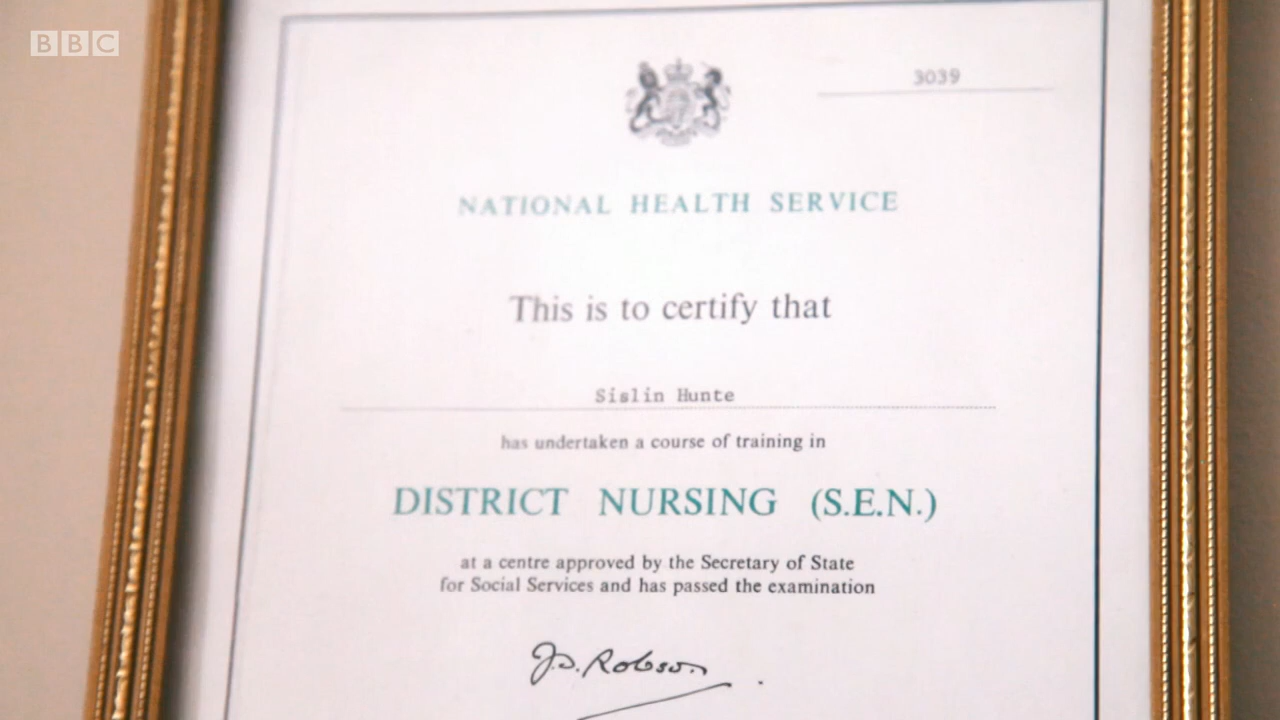 BBC
3039
NATIONAL HEALTH SERVICE
This is to certify that
Sislin Hunte
has undertaken a course of training in
DISTRICT NURSING (S.E.N.)
at a centre approved by the Secretary of State
for Social Services and has passed the examination
J.D. Robson